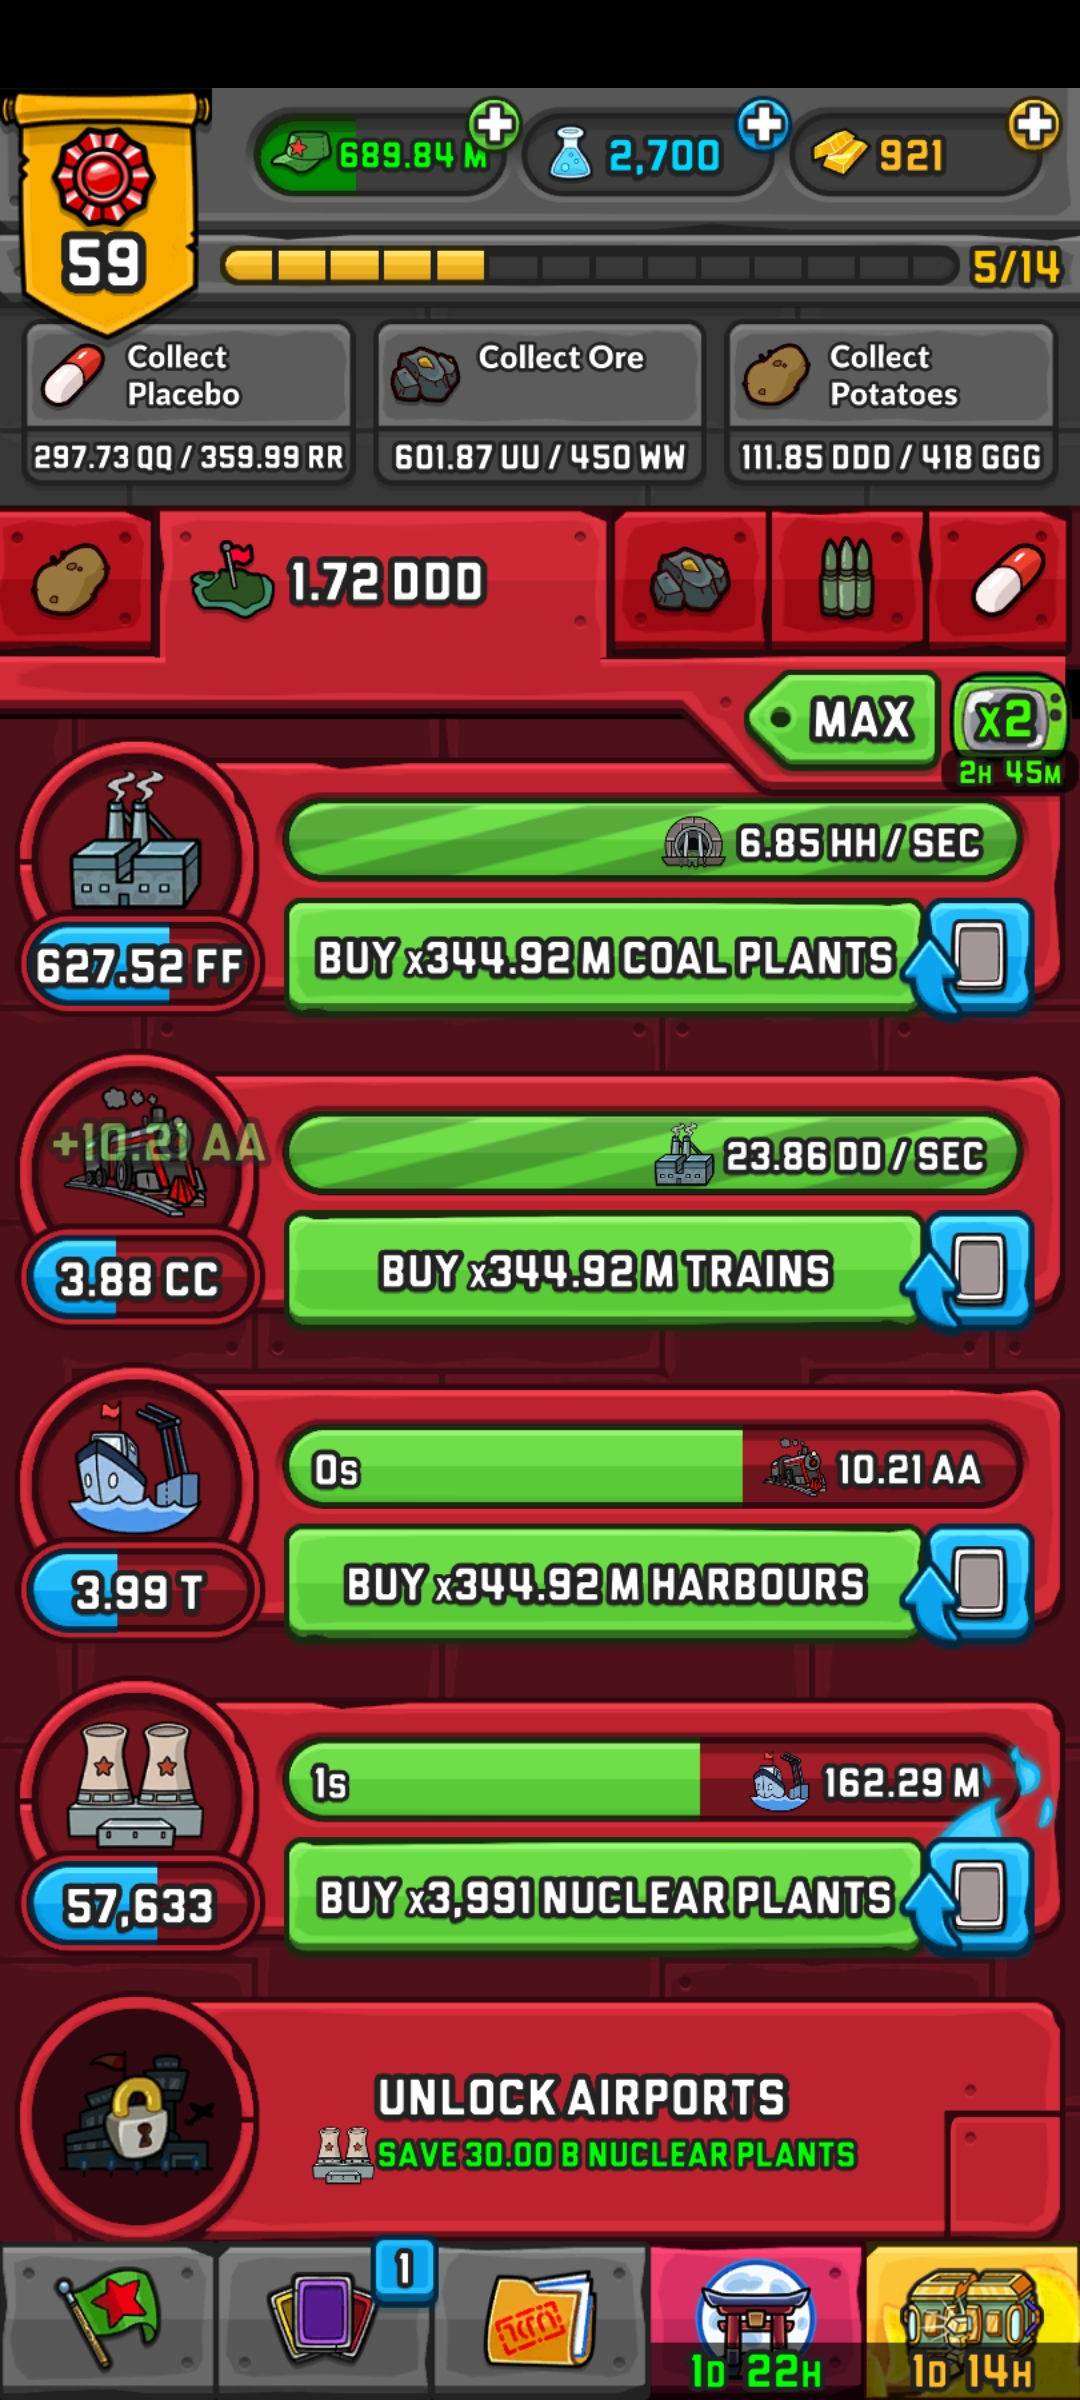 689.84 M
2,700
921
59
5/14
Collect Placebo
297.73 QQ / 359.99 RR
Collect Ore
601.87 UU / 450 WW
Collect Potatoes
111.85 DDD / 418 GGG
1.72 DDD
MAX
x2
2H 45M
6.85 HH / SEC
627.52 FF
BUY x344.92 M COAL PLANTS
+10.21 AA
23.86 DD / SEC
3.88 CC
BUY x344.92 M TRAINS
0s
10.21 AA
3.99 T
BUY x344.92 M HARBOURS
1s
162.29 M
57,633
BUY x3,991 NUCLEAR PLANTS
UNLOCK AIRPORTS
SAVE 30.00 B NUCLEAR PLANTS
1
1D 22H
1D 14H